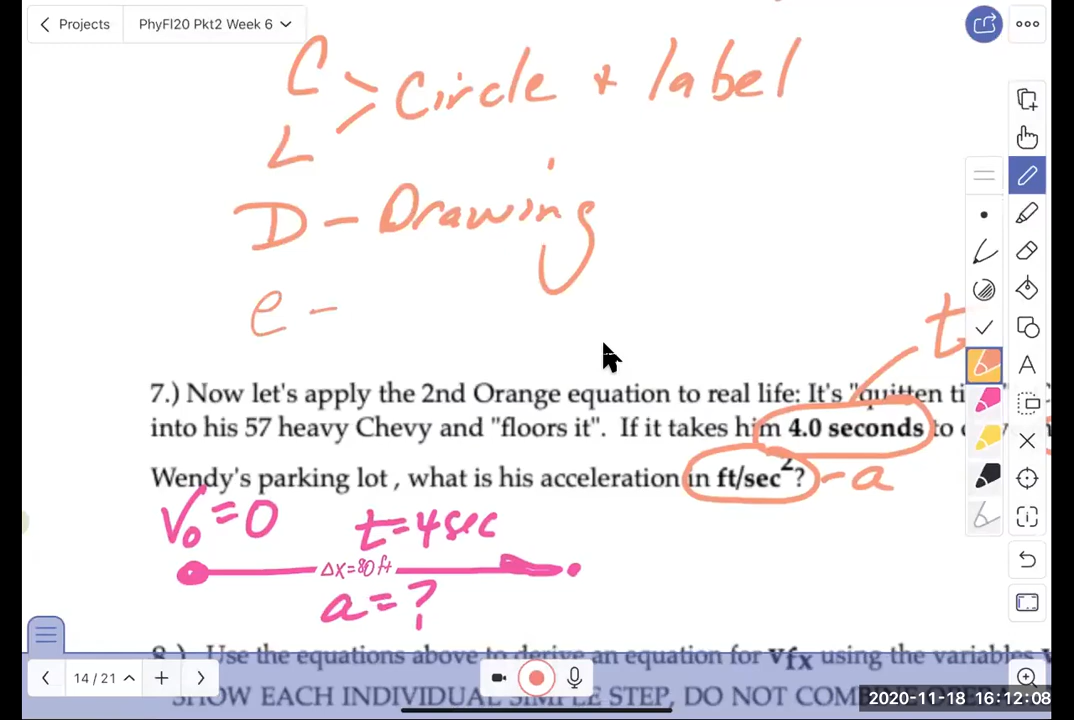 Projects PhyFl20 Pkt2 Week 6
C
> Circle + label
L
D - Drawing
e -
t
7.) Now let's apply the 2nd Orange equation to real life: It's "quitten
into his 57 heavy Chevy and "floors it". If it takes him 4.0 seconds to
Wendy's parking lot , what is his acceleration in ft/sec²? - a
V₀ = 0 t = 4 sec
Δx=80 ft
a = ?
8.) Use the equations above to derive an equation for vfx using the variables
SHOW EACH INDIVIDUAL SIMPLE STEP, DO NOT
14/21
2020-11-18 16:12:08